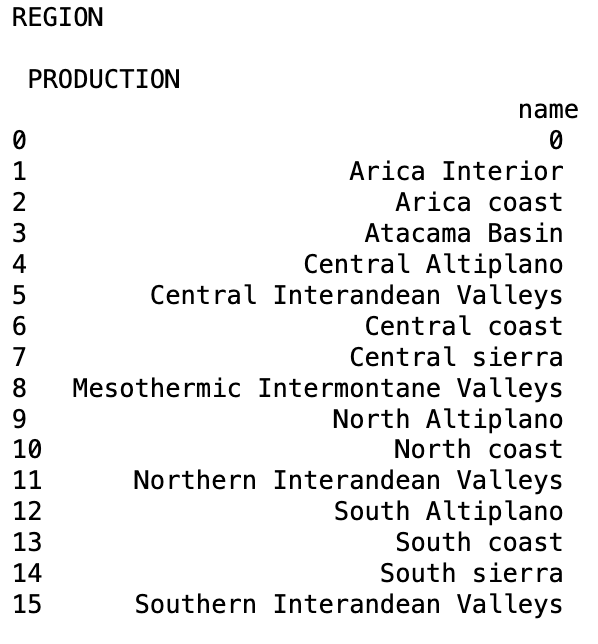 REGION
PRODUCTION
name
0 0
1 Arica Interior
2 Arica coast
3 Atacama Basin
4 Central Altiplano
5 Central Interandean Valleys
6 Central coast
7 Central sierra
8 Mesothermic Intermontane Valleys
9 North Altiplano
10 North coast
11 Northern Interandean Valleys
12 South Altiplano
13 South coast
14 South sierra
15 Southern Interandean Valleys